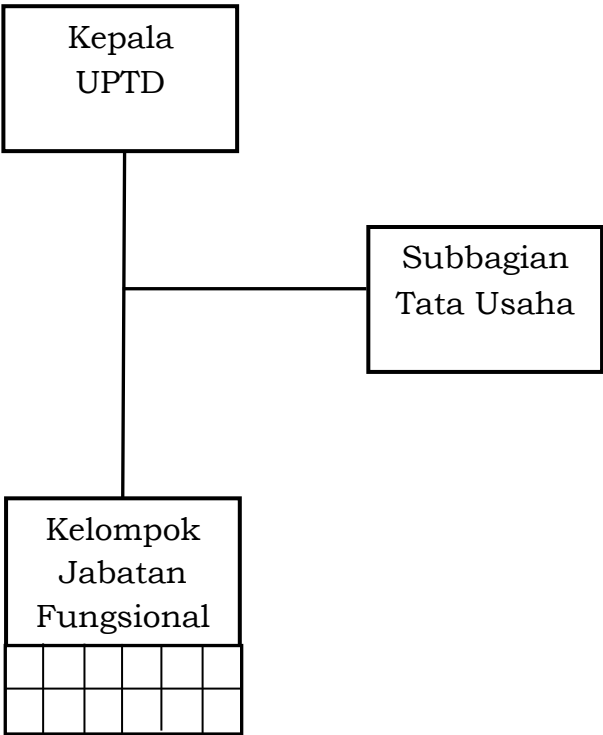 Kepala
UPTD
Subbagian
Tata Usaha
Kelompok
Jabatan
Fungsional